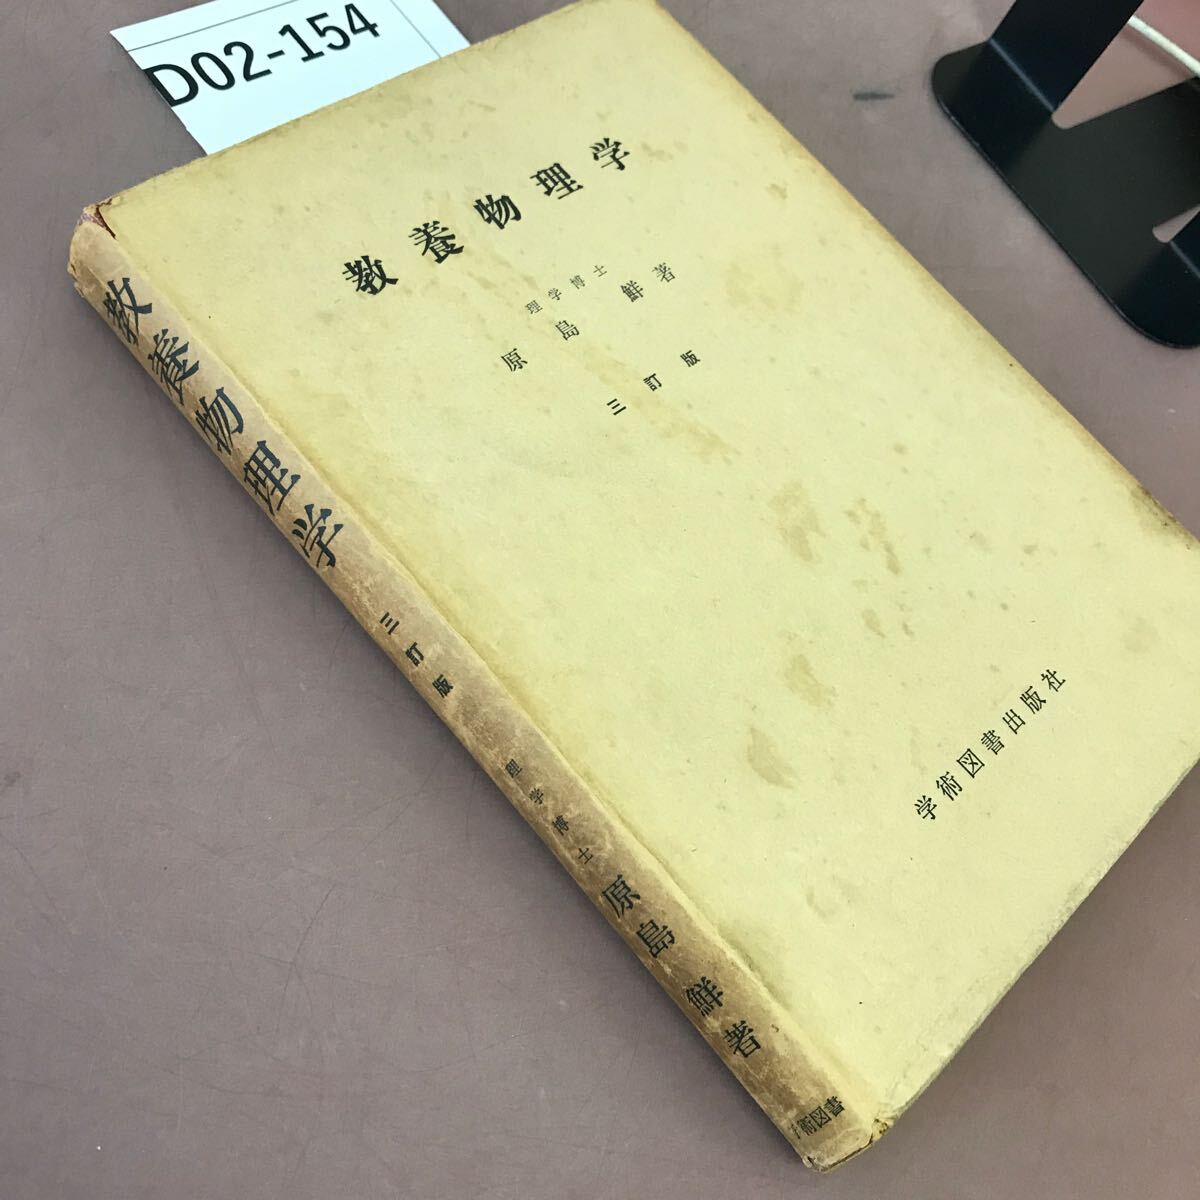 D02-154
教養物理学
理学博士
原島鮮著
三訂版
学術図書出版社
教養物理学 三訂版 理学博士 原島鮮著
術図書